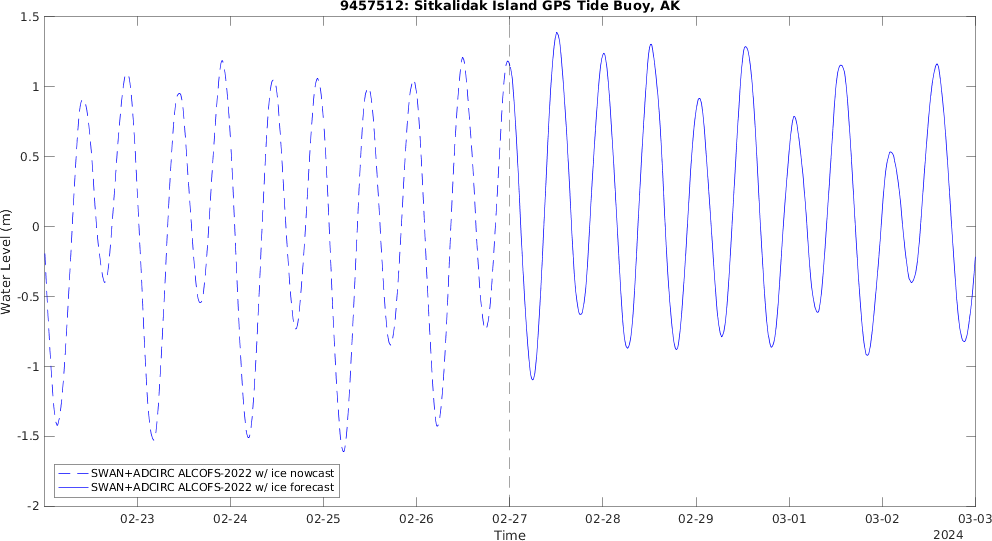 9457512: Sitkalidak Island GPS Tide Buoy, AK
Water Level (m)
1.5
1
0.5
0
-0.5
-1
-1.5
-2
SWAN+ADCIRC ALCOFS-2022 w/ ice nowcast
SWAN+ADCIRC ALCOFS-2022 w/ ice forecast
02-23 02-24 02-25 02-26 02-27 02-28 02-29 03-01 03-02 03-03
Time
2024